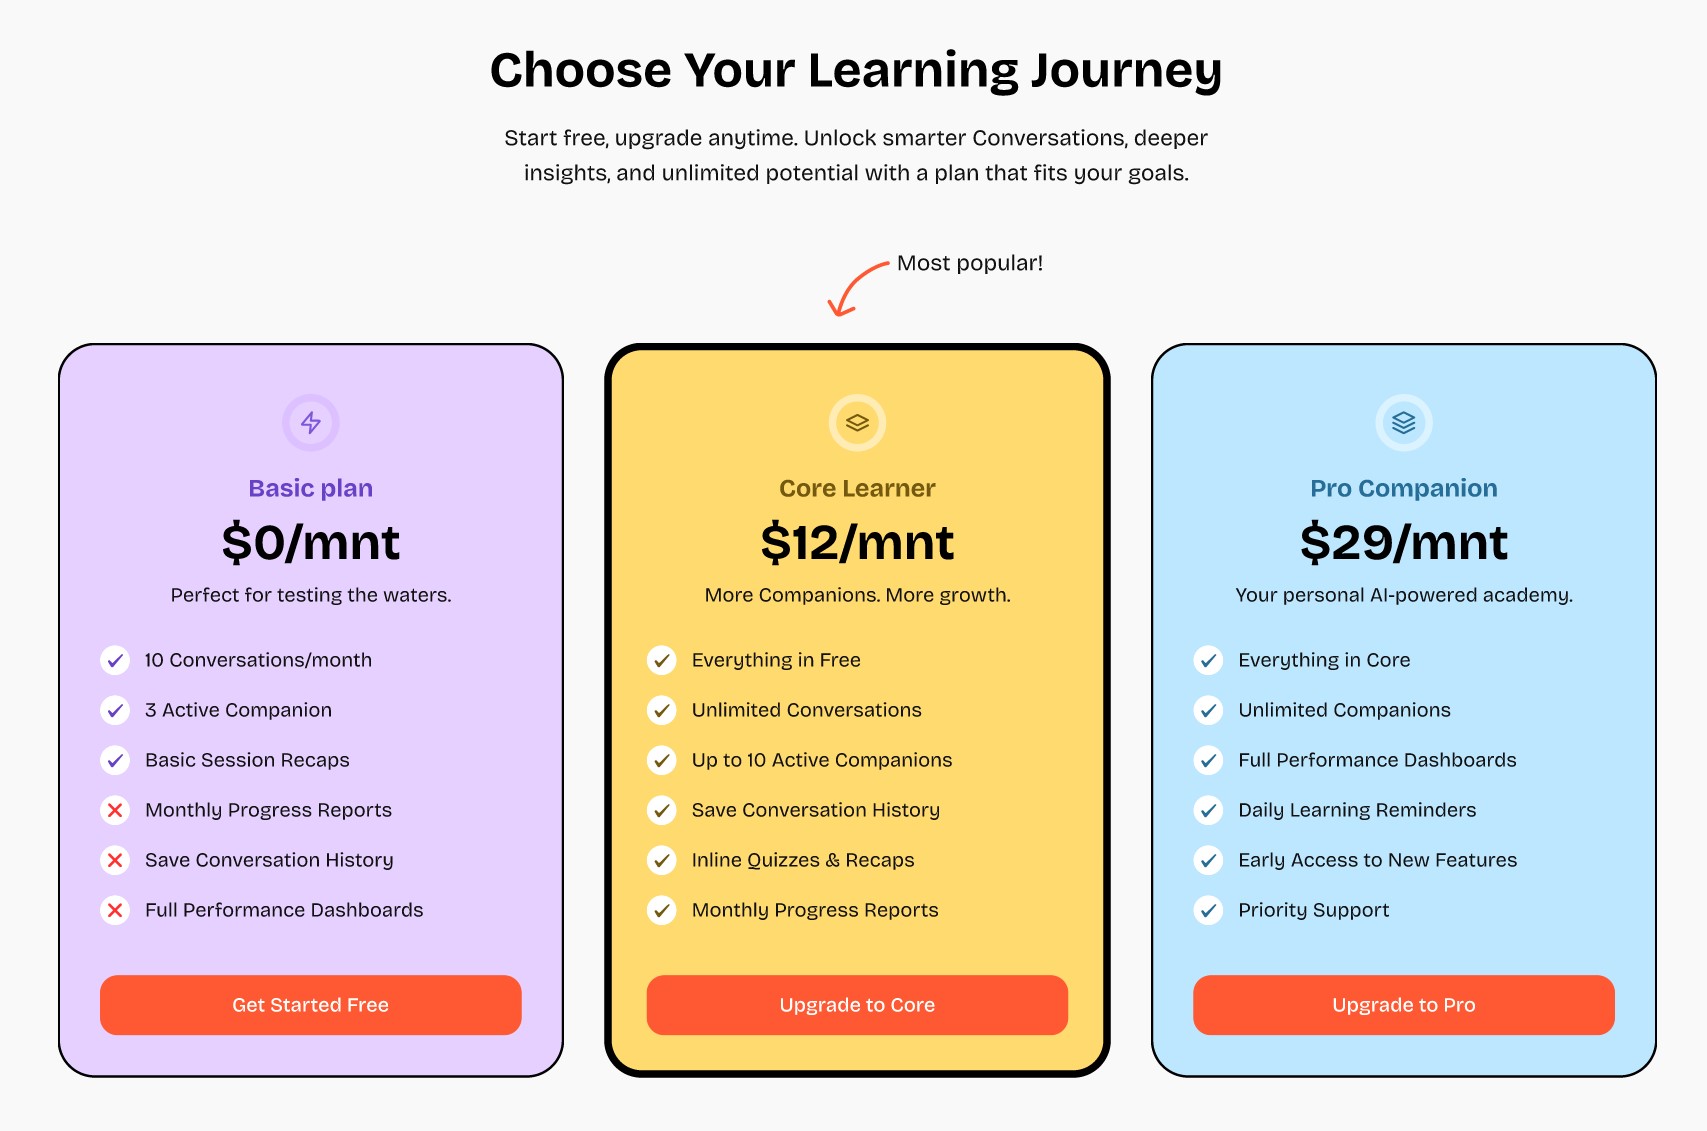 Choose Your Learning Journey
Start free, upgrade anytime. Unlock smarter Conversations, deeper
insights, and unlimited potential with a plan that fits your goals.
Most popular!
Basic plan
$0/mnt
Perfect for testing the waters.
10 Conversations/month
3 Active Companion
Basic Session Recaps
Monthly Progress Reports
Save Conversation History
Full Performance Dashboards
Get Started Free
Core Learner
$12/mnt
More Companions. More growth.
Everything in Free
Unlimited Conversations
Up to 10 Active Companions
Save Conversation History
Inline Quizzes & Recaps
Monthly Progress Reports
Upgrade to Core
Pro Companion
$29/mnt
Your personal AI-powered academy.
Everything in Core
Unlimited Companions
Full Performance Dashboards
Daily Learning Reminders
Early Access to New Features
Priority Support
Upgrade to Pro